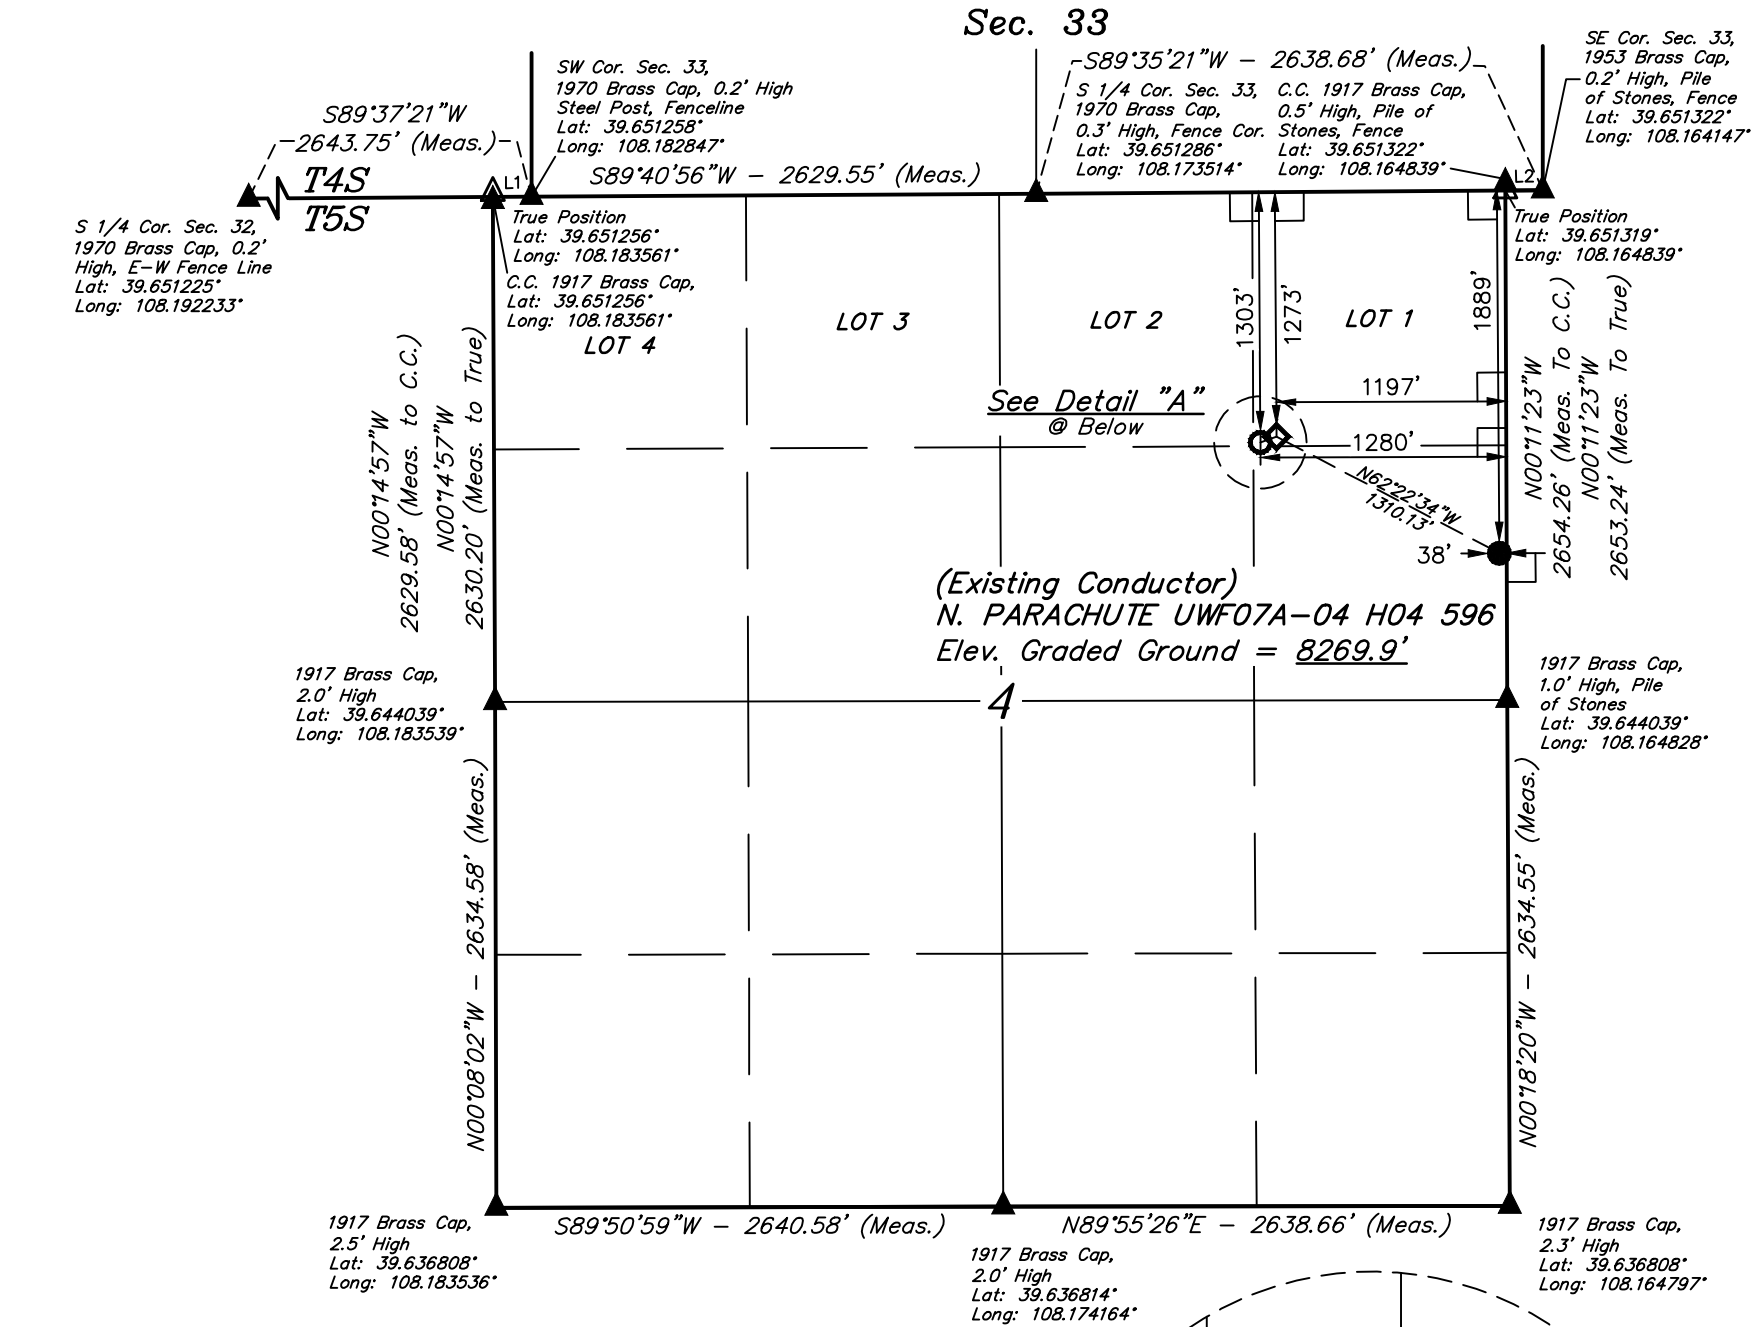 Sec. 33
S89°35'21"W - 2638.68' (Meas.)
SE Cor. Sec. 33,
1953 Brass Cap,
0.2' High, Pile
of Stones, Fence
Lat: 39.651322°
Long: 108.164147°
SW Cor. Sec. 33,
1970 Brass Cap, 0.2' High
Steel Post, Fenceline
Lat: 39.651258°
Long: 108.182847°
S 1/4 Cor. Sec. 33,
1970 Brass Cap,
0.3' High, Fence Cor.
Lat: 39.651286°
Long: 108.173514°
C.C. 1917 Brass Cap,
0.5' High, Pile of
Stones, Fence
Lat: 39.651322°
Long: 108.164839°
S89°37'21"W
2643.75' (Meas.)
S89°40'56"W - 2629.55' (Meas.)
T4S
T5S
L1
L2
S 1/4 Cor. Sec. 32,
1970 Brass Cap, 0.2'
High, E-W Fence Line
Lat: 39.651225°
Long: 108.192233°
True Position
Lat: 39.651256°
Long: 108.183561°
C.C. 1917 Brass Cap,
Lat: 39.651256°
Long: 108.183561°
True Position
Lat: 39.651319°
Long: 108.164839°
LOT 4
LOT 3
LOT 2
LOT 1
1303'
1273'
1889'
1197'
1280'
See Detail "A"
@ Below
N62°22'34"W
1310.13'
38'
N00°14'57"W
2629.58' (Meas. to C.C.)
N00°14'57"W
2630.20' (Meas. to True)
N00°11'23"W
2654.26' (Meas. To C.C.)
N00°11'23"W
2653.24' (Meas. To True)
(Existing Conductor)
N. PARACHUTE UWF07A-04 H04 596
Elev. Graded Ground = 8269.9'
1917 Brass Cap,
2.0' High
Lat: 39.644039°
Long: 108.183539°
4
1917 Brass Cap,
1.0' High, Pile
of Stones
Lat: 39.644039°
Long: 108.164828°
N00°08'02"W - 2634.58' (Meas.)
N00°18'20"W - 2634.55' (Meas.)
1917 Brass Cap,
2.5' High
Lat: 39.636808°
Long: 108.183536°
S89°50'59"W - 2640.58' (Meas.)
N89°55'26"E - 2638.66' (Meas.)
1917 Brass Cap,
2.0' High
Lat: 39.636814°
Long: 108.174164°
1917 Brass Cap,
2.3' High
Lat: 39.636808°
Long: 108.164797°